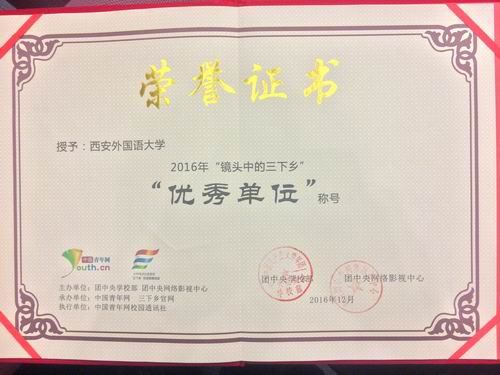 荣誉证书
授予：西安外国语大学
2016年“镜头中的三下乡”
“优秀单位”称号
中国青年网
Youth.cn
团中央学校部 团中央网络影视中心
2016年12月
主办单位：团中央学校部 团中央网络影视中心
承办单位：中国青年网 三下乡官网
执行单位：中国青年网校园通讯社